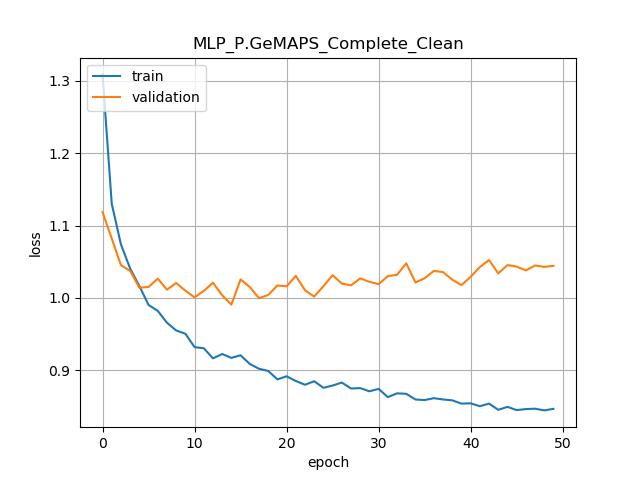 MLP_P.GeMAPS_Complete_Clean
train
validation
1.3
1.2
1.1
1.0
0.9
loss
0 10 20 30 40 50
epoch